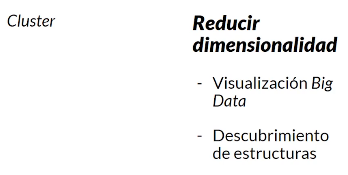 Cluster
Reducir
dimensionalidad
- Visualización Big
Data
- Descubrimiento
de estructuras